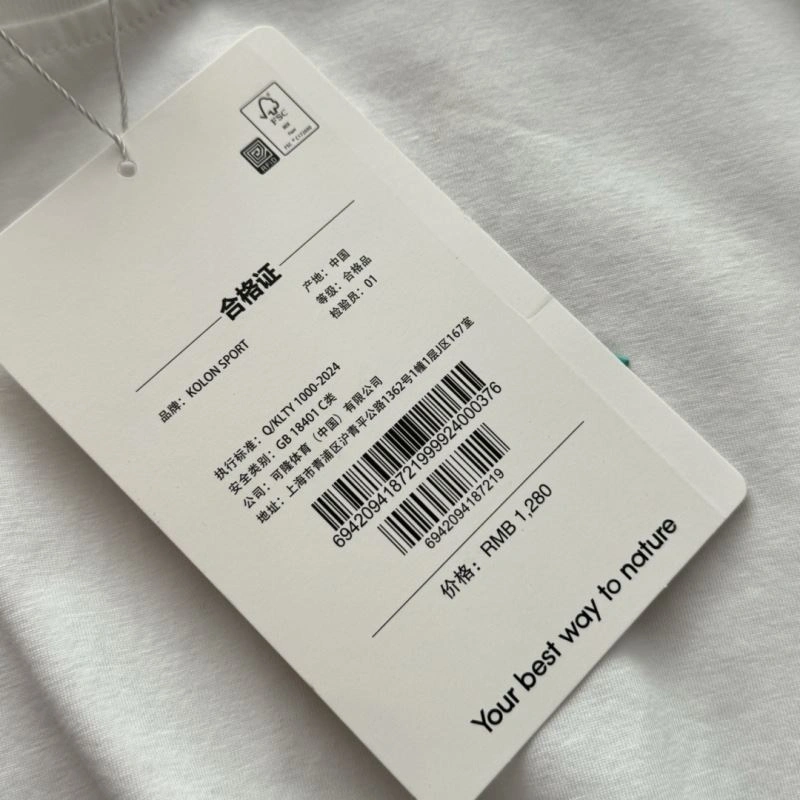 FSC
RFID
合格证
产地：中国
等级：合格品
检验员：01
品牌：KOLON SPORT
执行标准：Q/KLTY 1000-2024
安全类别：GB 18401 C类
公司：可隆体育（中国）有限公司
地址：上海市青浦区沪青平公路1362号1幢1层J区167室
6942094187219999924000376
6942094187219
价格：RMB 1,280
Your best way to nature